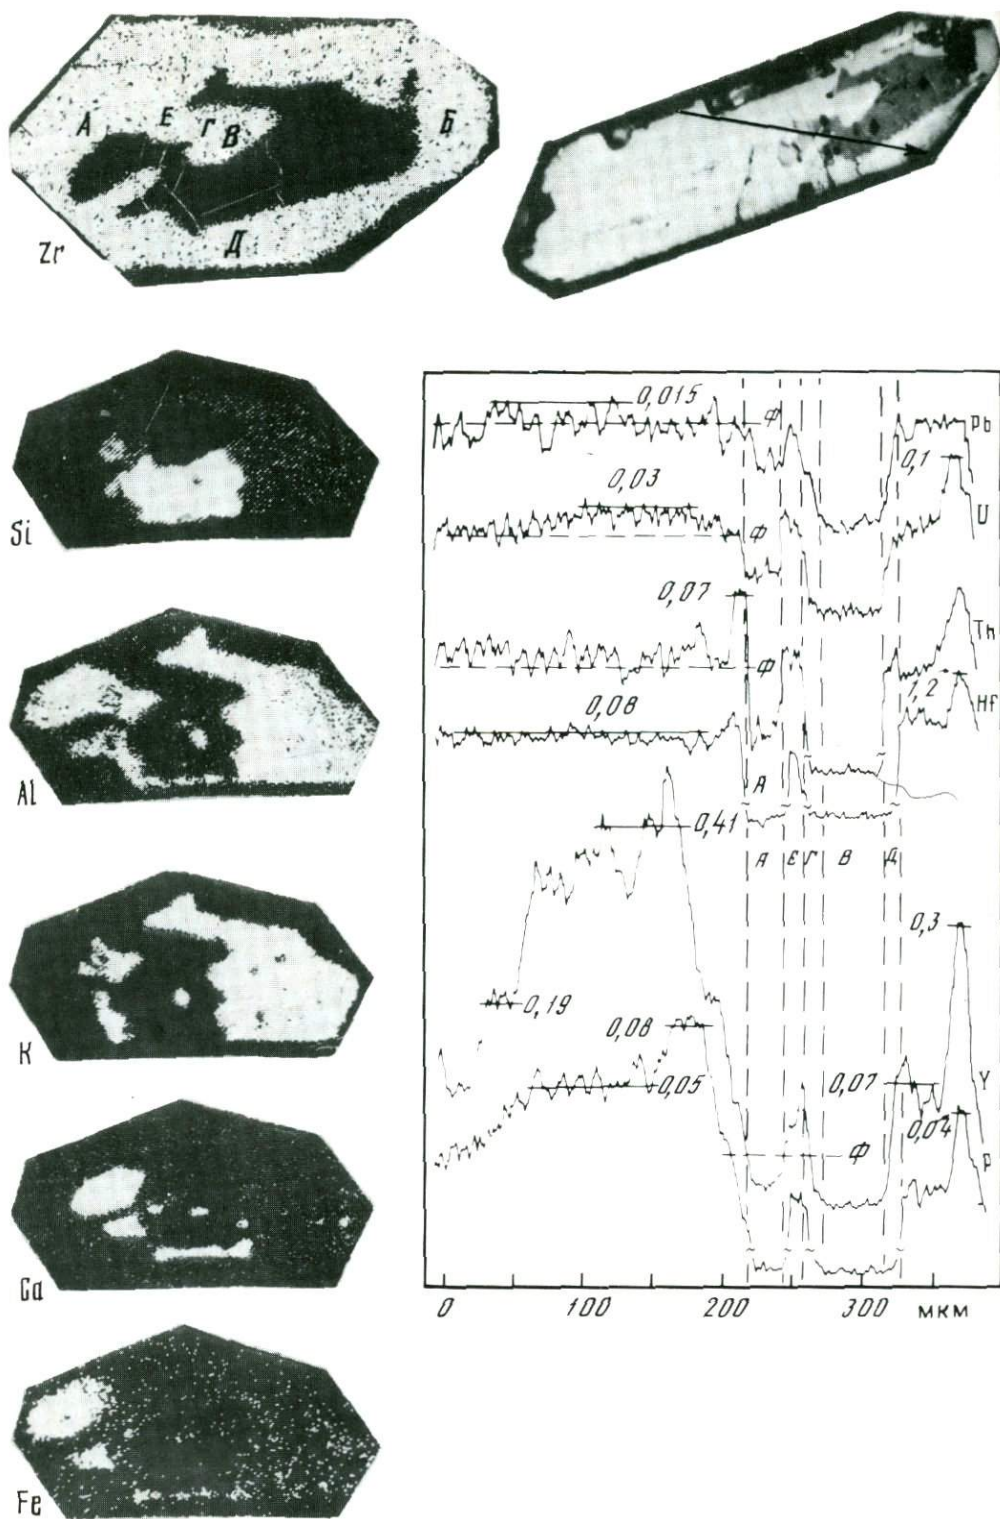 А
Е
Г
В
Б
Д
Zr
Si
Al
K
Ca
Fe
0,015
Ф
Pb
0,1
0,03
Ф
U
0,07
Ф
Th
1,2
Hf
0,08
А
0,41
А Е Г В Д
0,3
0,19
0,08
0,07
Y
0,05
0,04
Ф
P
0 100 200 300 МКМ